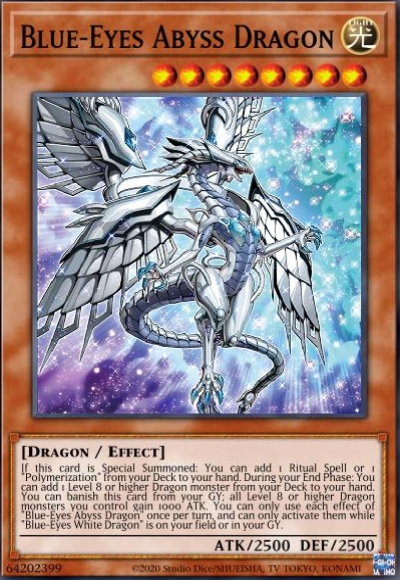 BLUE-EYES ABYSS DRAGON
LIGHT
光
[DRAGON / EFFECT]
If this card is Special Summoned: You can add 1 Ritual Spell or 1
"Polymerization" from your Deck to your hand. During your End Phase: You
can add 1 Level 8 or higher Dragon monster from your Deck to your hand.
You can banish this card from your GY; all Level 8 or higher Dragon
monsters you control gain 1000 ATK. You can only use each effect of
"Blue-Eyes Abyss Dragon" once per turn, and can only activate them while
"Blue-Eyes White Dragon" is on your field or in your GY.
ATK/2500 DEF/2500
64202399
©2020 Studio Dice/SHUEISHA, TV TOKYO, KONAMI